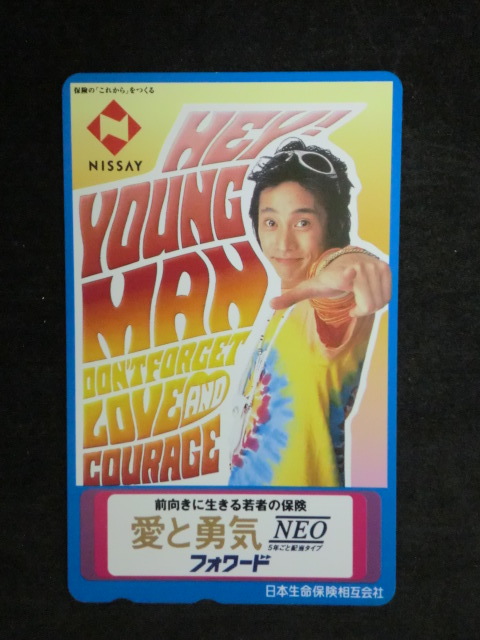 保険の「これから」をつくる
NISSAY
HEY!
YOUNG
MAN
DON'T FORGET
LOVE AND
COURAGE
前向きに生きる若者の保険
愛と勇気 NEO
5年ごと配当タイプ
フォワード
日本生命保険相互会社